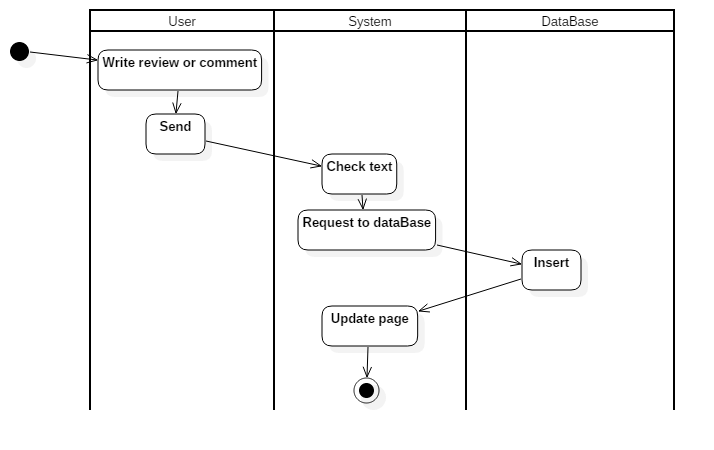 User
System
DataBase
Write review or comment
Send
Check text
Request to dataBase
Insert
Update page